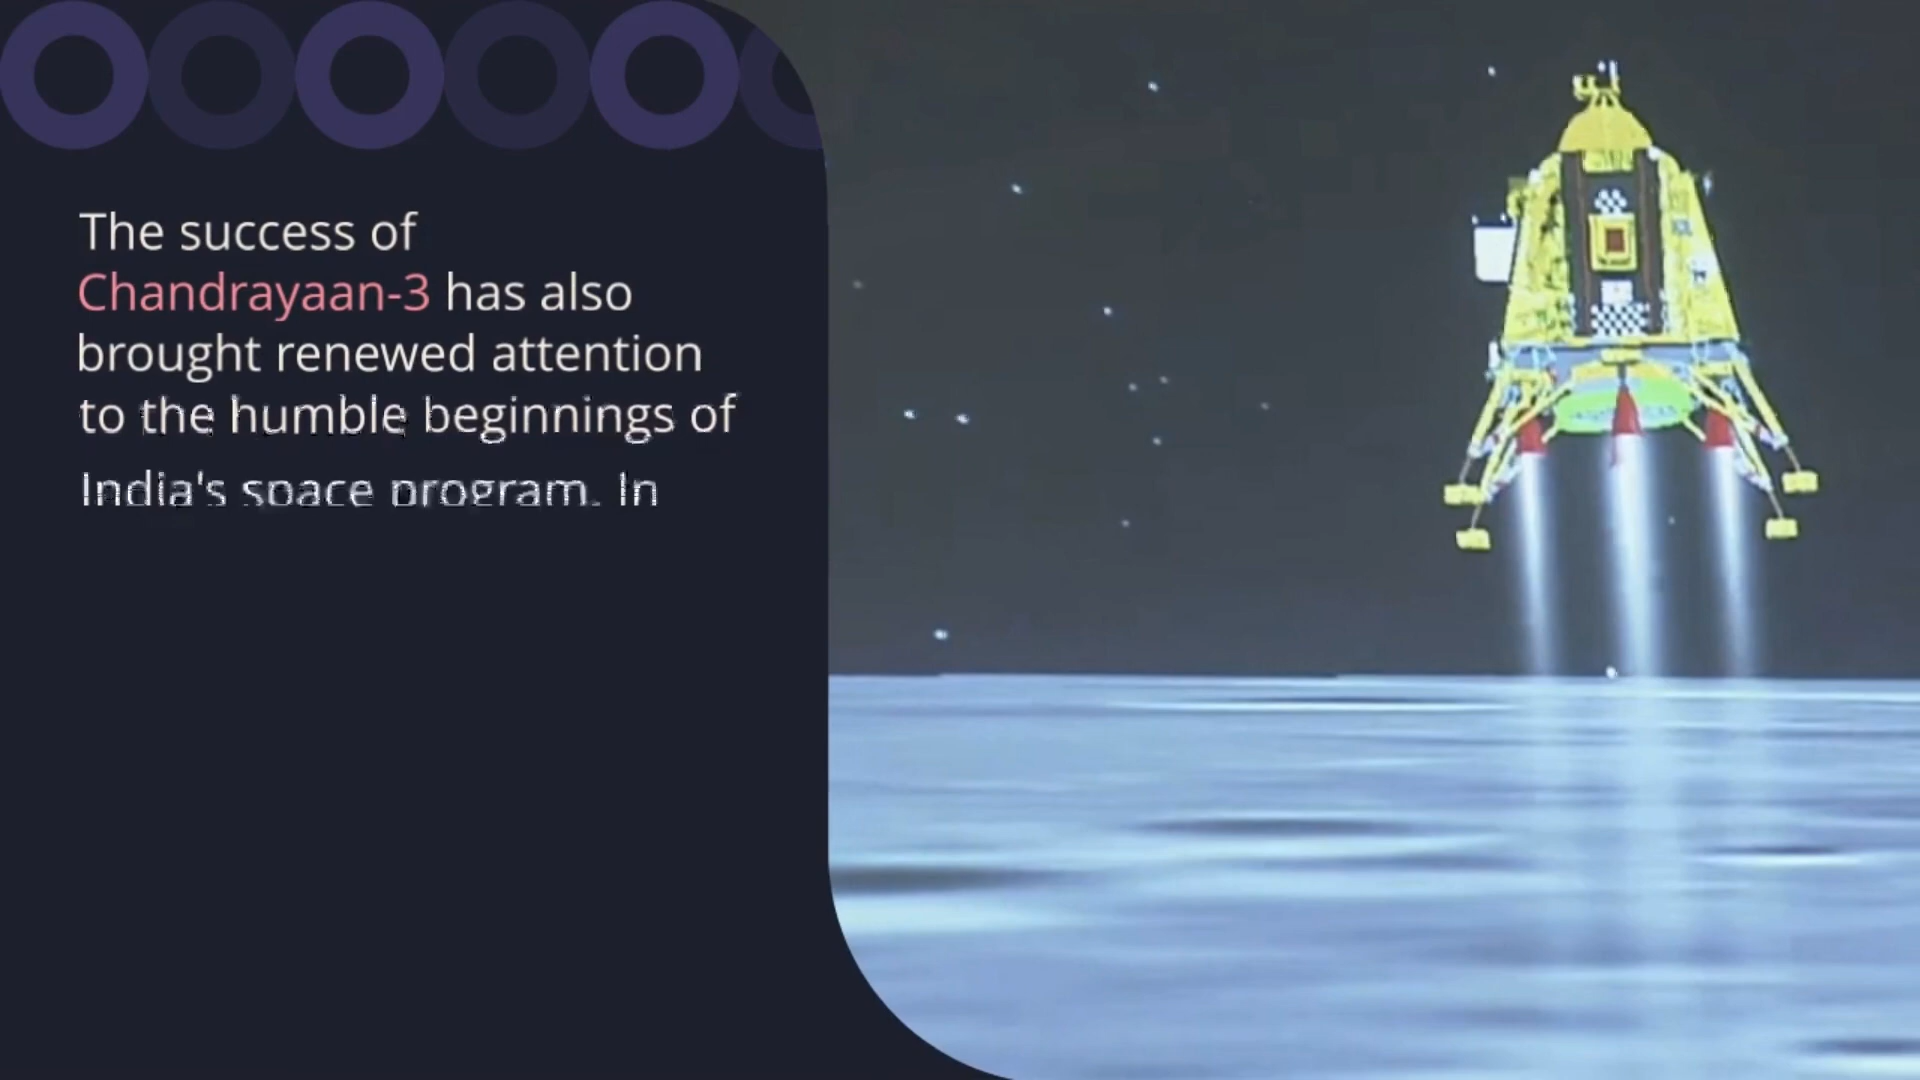 The success of
Chandrayaan-3 has also
brought renewed attention
to the humble beginnings of
India's space program. In